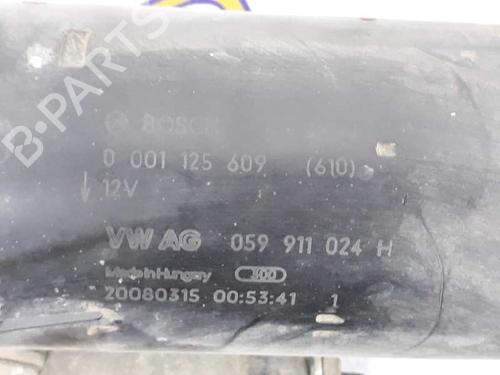 BOSCH
0 001 125 609 (610)
12V
VW AG 059 911 024 H
Made in Hungary 300
20080315 00:53:41 1